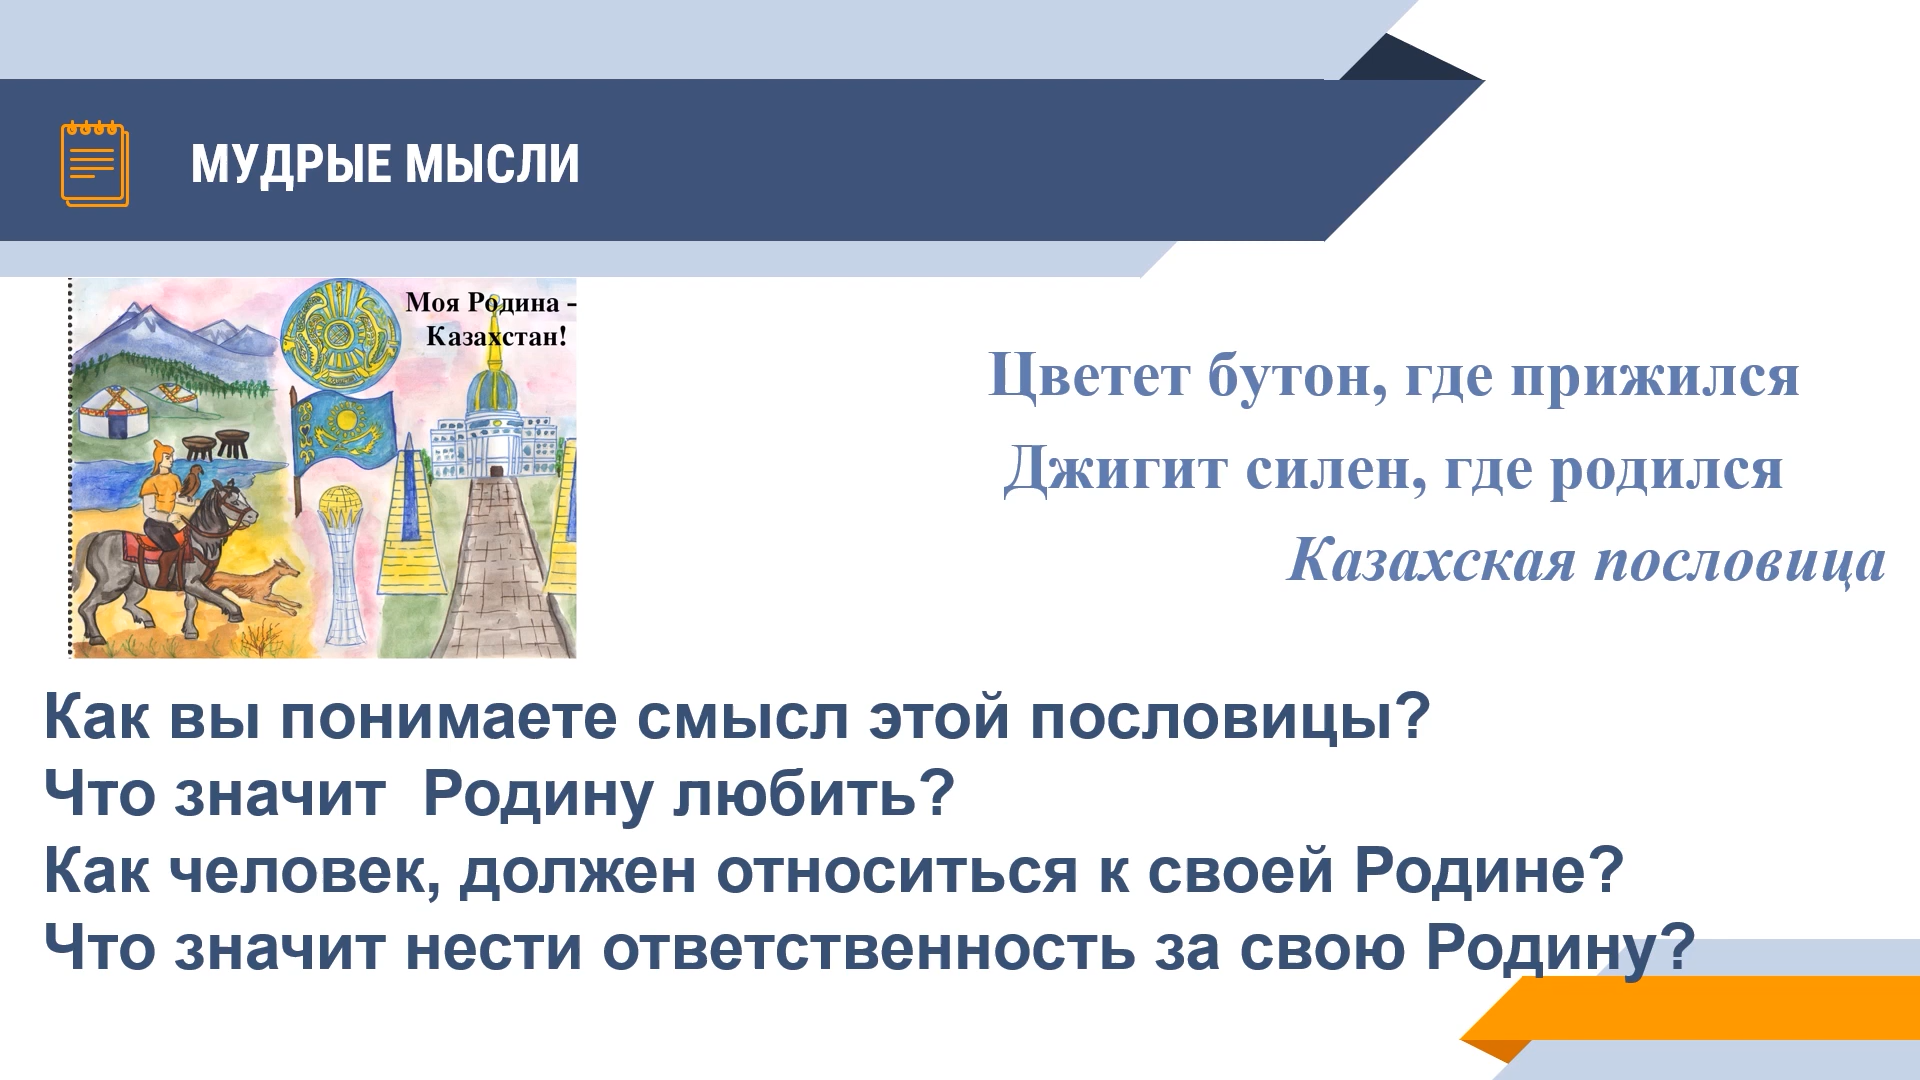 МУДРЫЕ МЫСЛИ
Моя Родина -
Казахстан!
Цветет бутон, где прижился
Джигит силен, где родился
Казахская пословица
Как вы понимаете смысл этой пословицы?
Что значит  Родину любить?
Как человек, должен относиться к своей Родине?
Что значит нести ответственность за свою Родину?